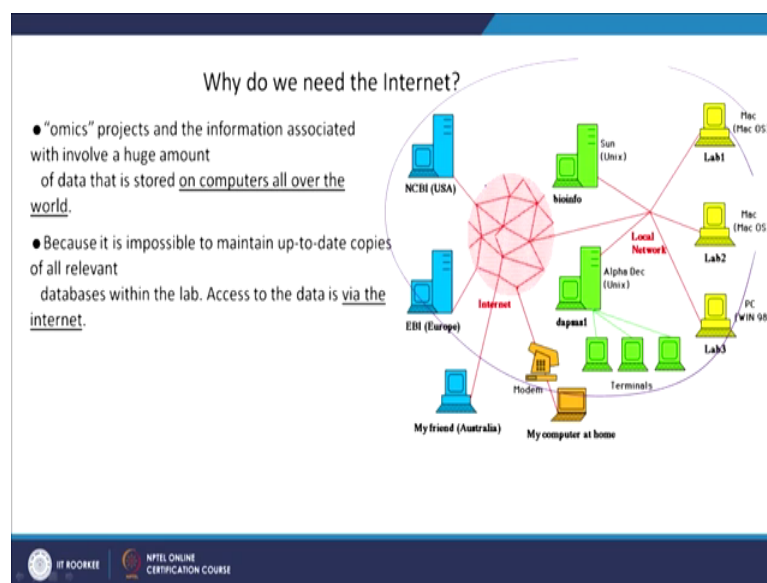 Why do we need the Internet?
●"omics" projects and the information associated
with involve a huge amount
of data that is stored on computers all over the
world.
●Because it is impossible to maintain up-to-date copies
of all relevant
databases within the lab. Access to the data is via the
internet.
NCBI (USA)
EBI (Europe)
My friend (Australia)
Internet
Modem
My computer at home
Sun
(Unix)
bioinfo
Alpha Dec
(Unix)
dapsas1
Terminals
Local
Network
Mac
(Mac OS
Lab1
Mac
(Mac OS
Lab2
PC
WIN 98
Lab3
IIT ROORKEE
NPTEL ONLINE
CERTIFICATION COURSE